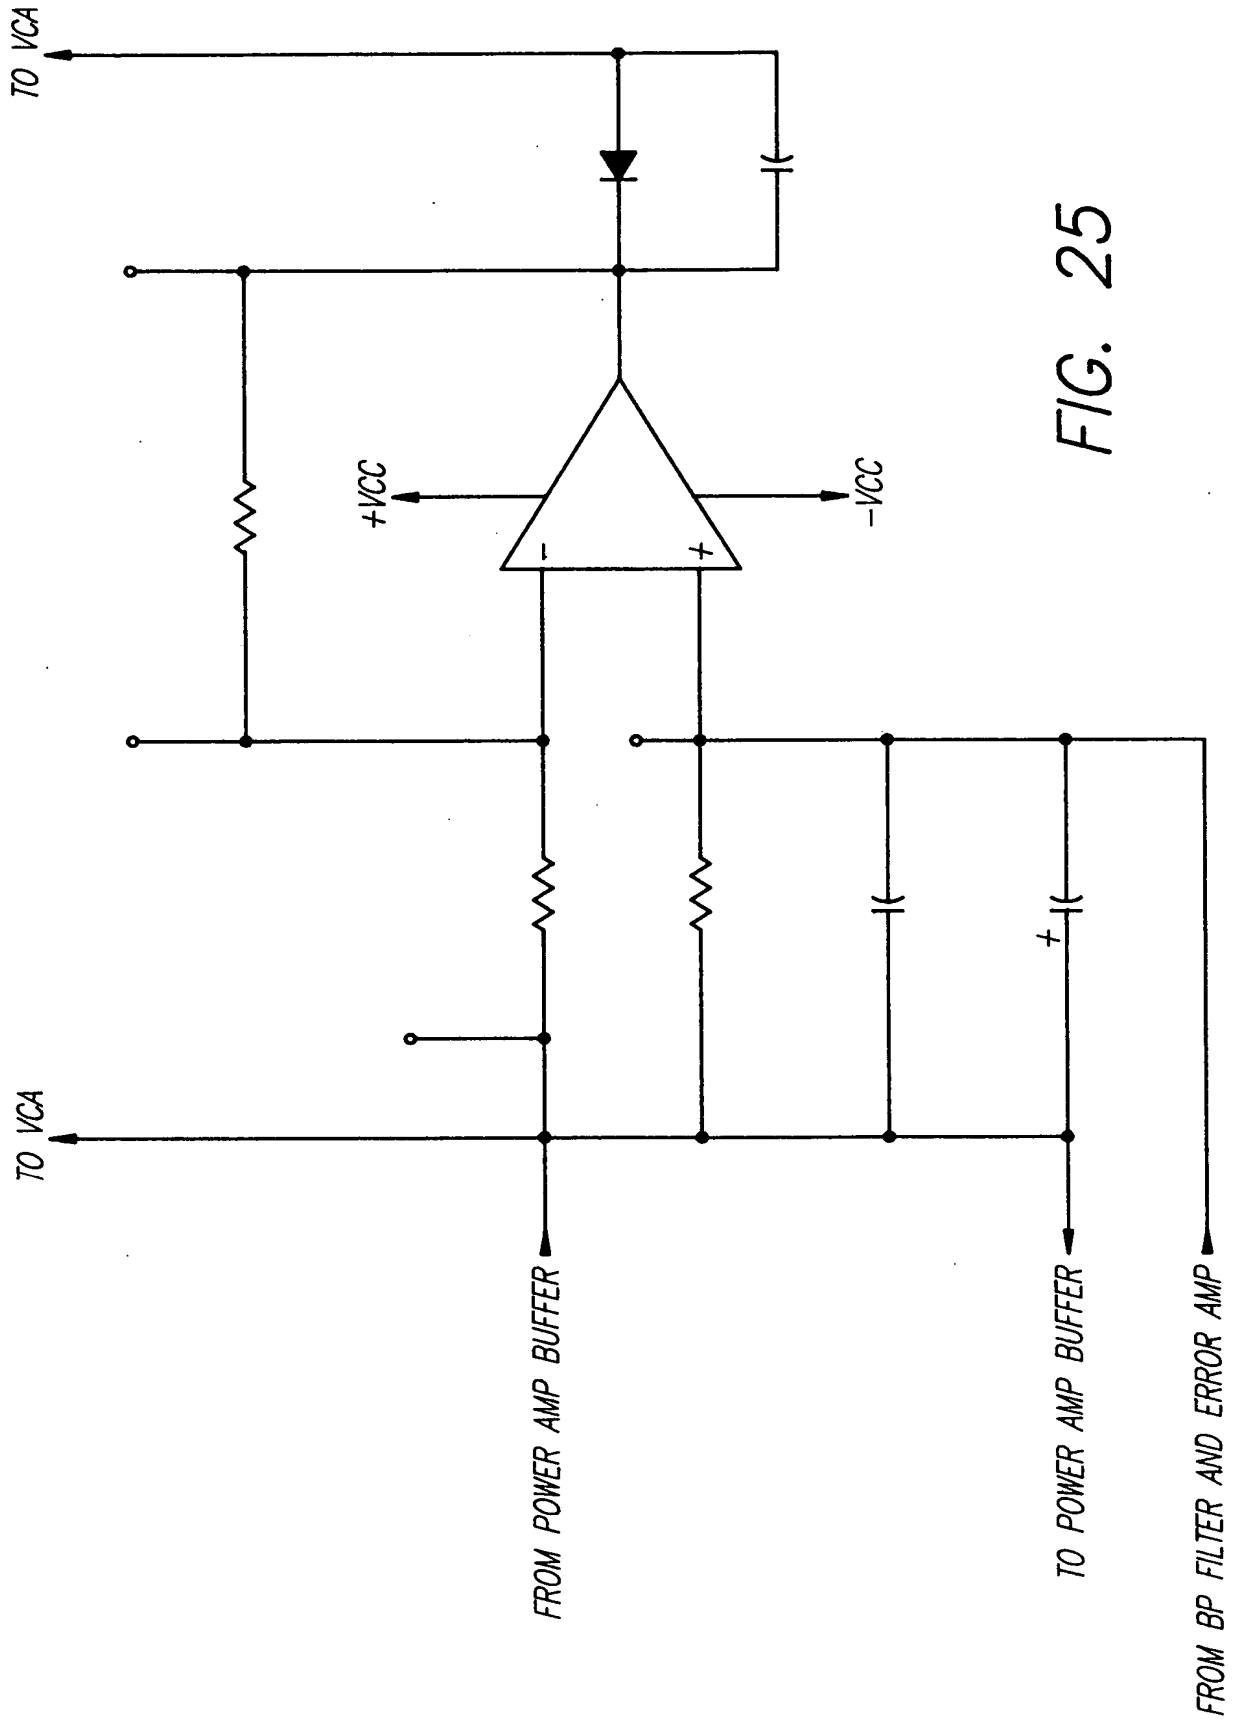 TO VCA
TO VCA
+VCC
-
+
-VCC
+
FROM POWER AMP BUFFER
TO POWER AMP BUFFER
FROM BP FILTER AND ERROR AMP
FIG. 25